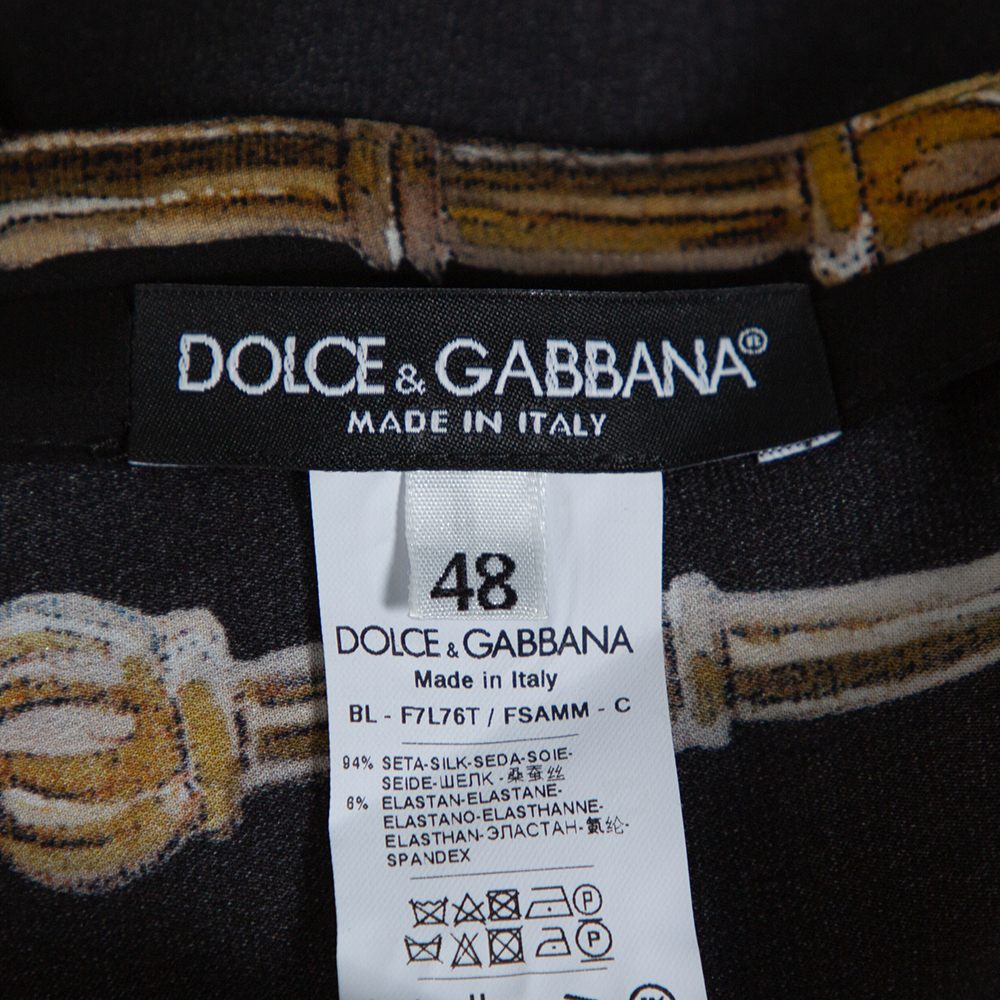 DOLCE & GABBANA®
MADE IN ITALY
48
DOLCE & GABBANA
Made in Italy
BL - F7L76T / FSAMM - C
94% SETA-SILK-SEDA-SOIE-
SEIDE-ШЕЛК-桑蚕丝
6% ELASTAN-ELASTANE-
ELASTANO-ELASTHANNE-
ELASTHAN-ЭЛАСТАН-氨纶-
SPANDEX
P
P